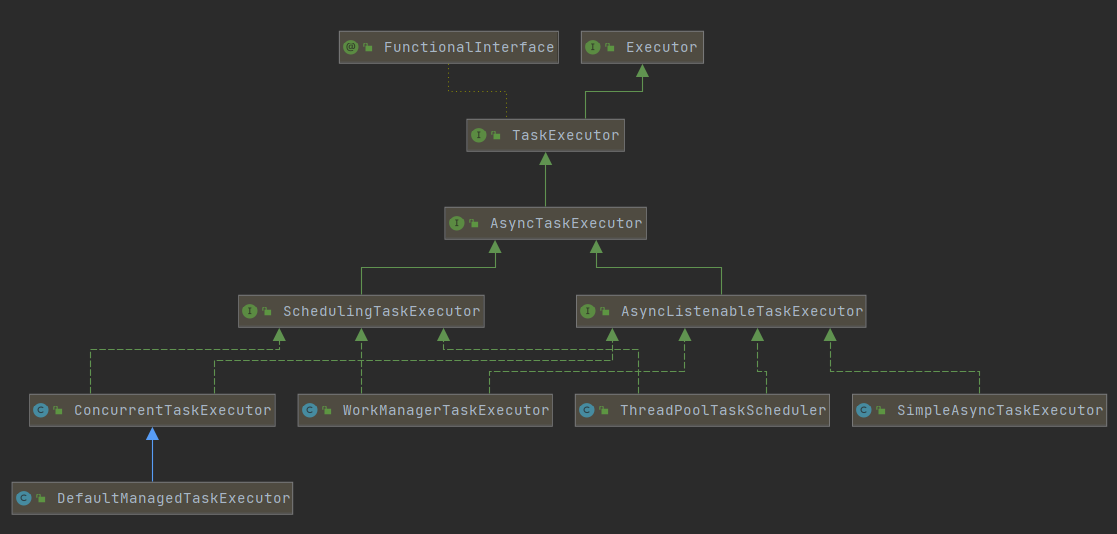 @ FunctionalInterface
I Executor
I TaskExecutor
I AsyncTaskExecutor
I SchedulingTaskExecutor
I AsyncListenableTaskExecutor
C ConcurrentTaskExecutor
C WorkManagerTaskExecutor
C ThreadPoolTaskScheduler
C SimpleAsyncTaskExecutor
C DefaultManagedTaskExecutor